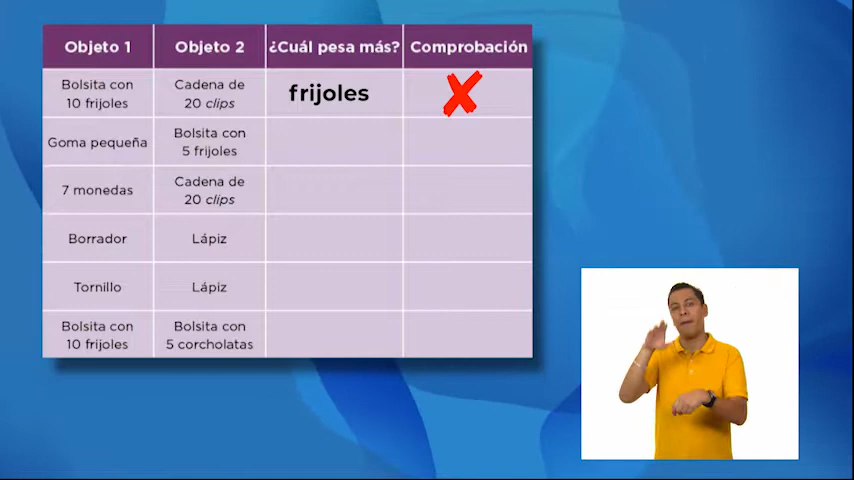 Objeto 1 Objeto 2 ¿Cuál pesa más? Comprobación
Bolsita con 10 frijoles Cadena de 20 clips frijoles
Goma pequeña Bolsita con 5 frijoles
7 monedas Cadena de 20 clips
Borrador Lápiz
Tornillo Lápiz
Bolsita con 10 frijoles Bolsita con 5 corcholatas